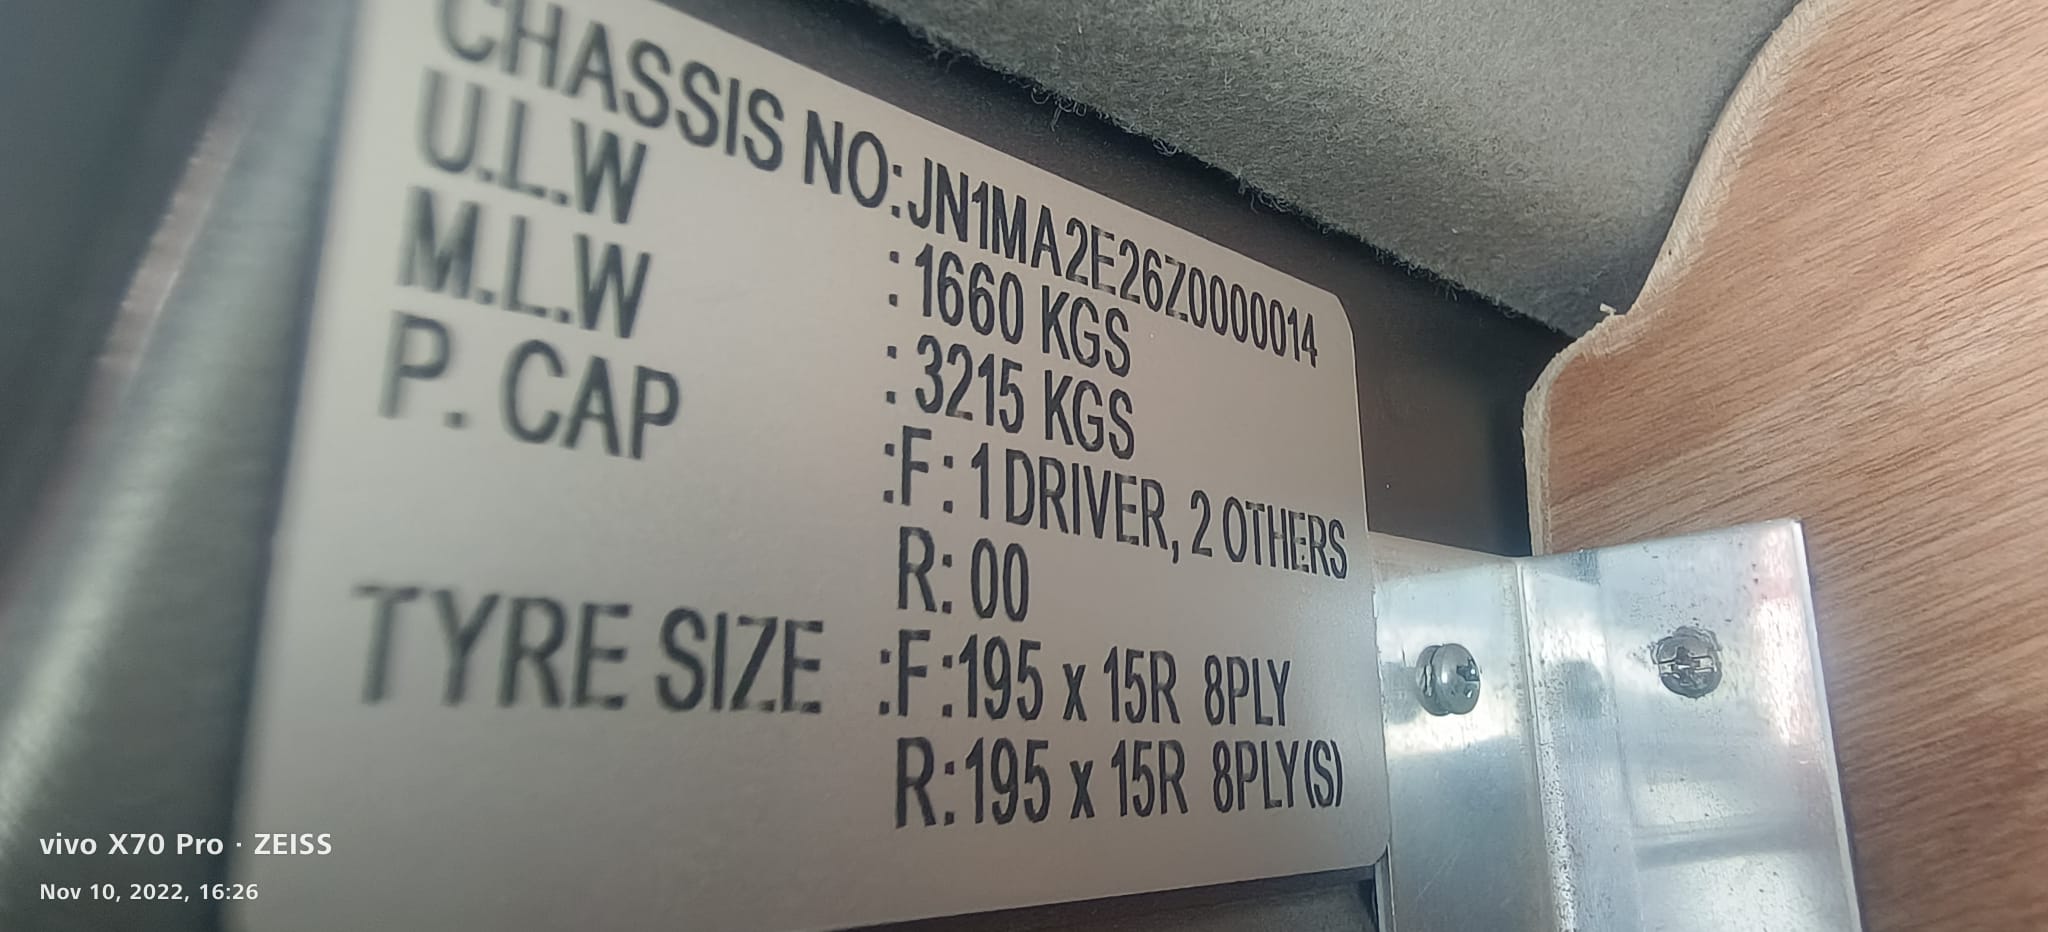 CHASSIS NO: JN1MA2E26Z0000014
U.L.W : 1660 KGS
M.L.W : 3215 KGS
P. CAP :F: 1 DRIVER, 2 OTHERS
R: 00
TYRE SIZE :F:195 x 15R 8PLY
R:195 x 15R 8PLY(S)
vivo X70 Pro · ZEISS
Nov 10, 2022, 16:26